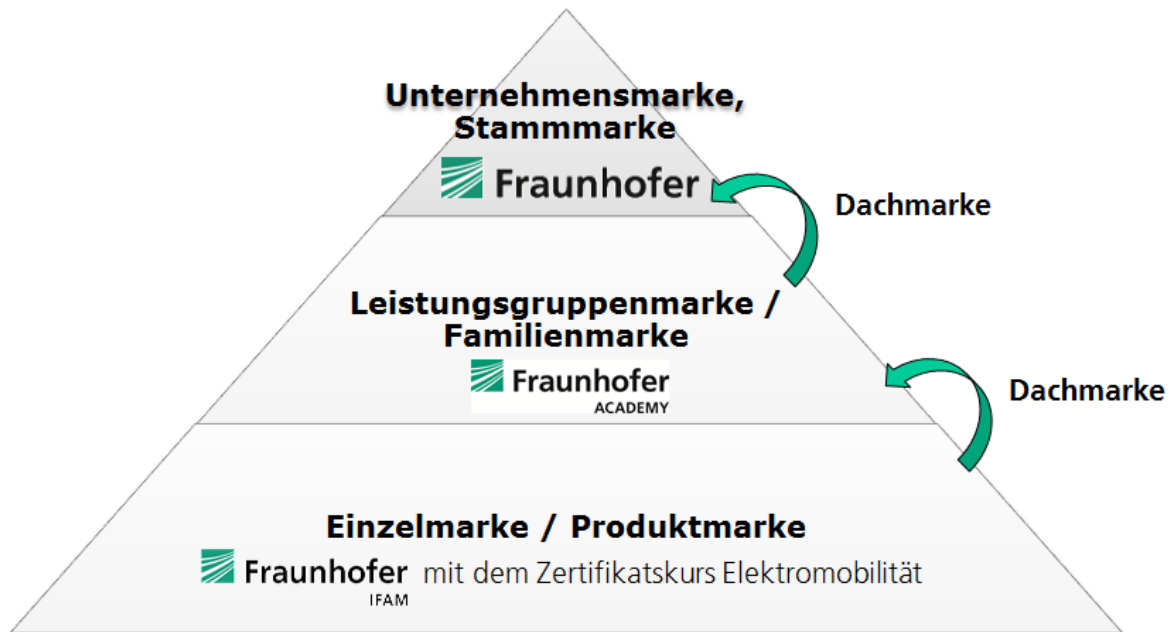 Unternehmensmarke,
Stammmarke
Fraunhofer
Dachmarke
Leistungsgruppenmarke /
Familienmarke
Fraunhofer
ACADEMY
Dachmarke
Einzelmarke / Produktmarke
Fraunhofer mit dem Zertifikatskurs Elektromobilität
IFAM